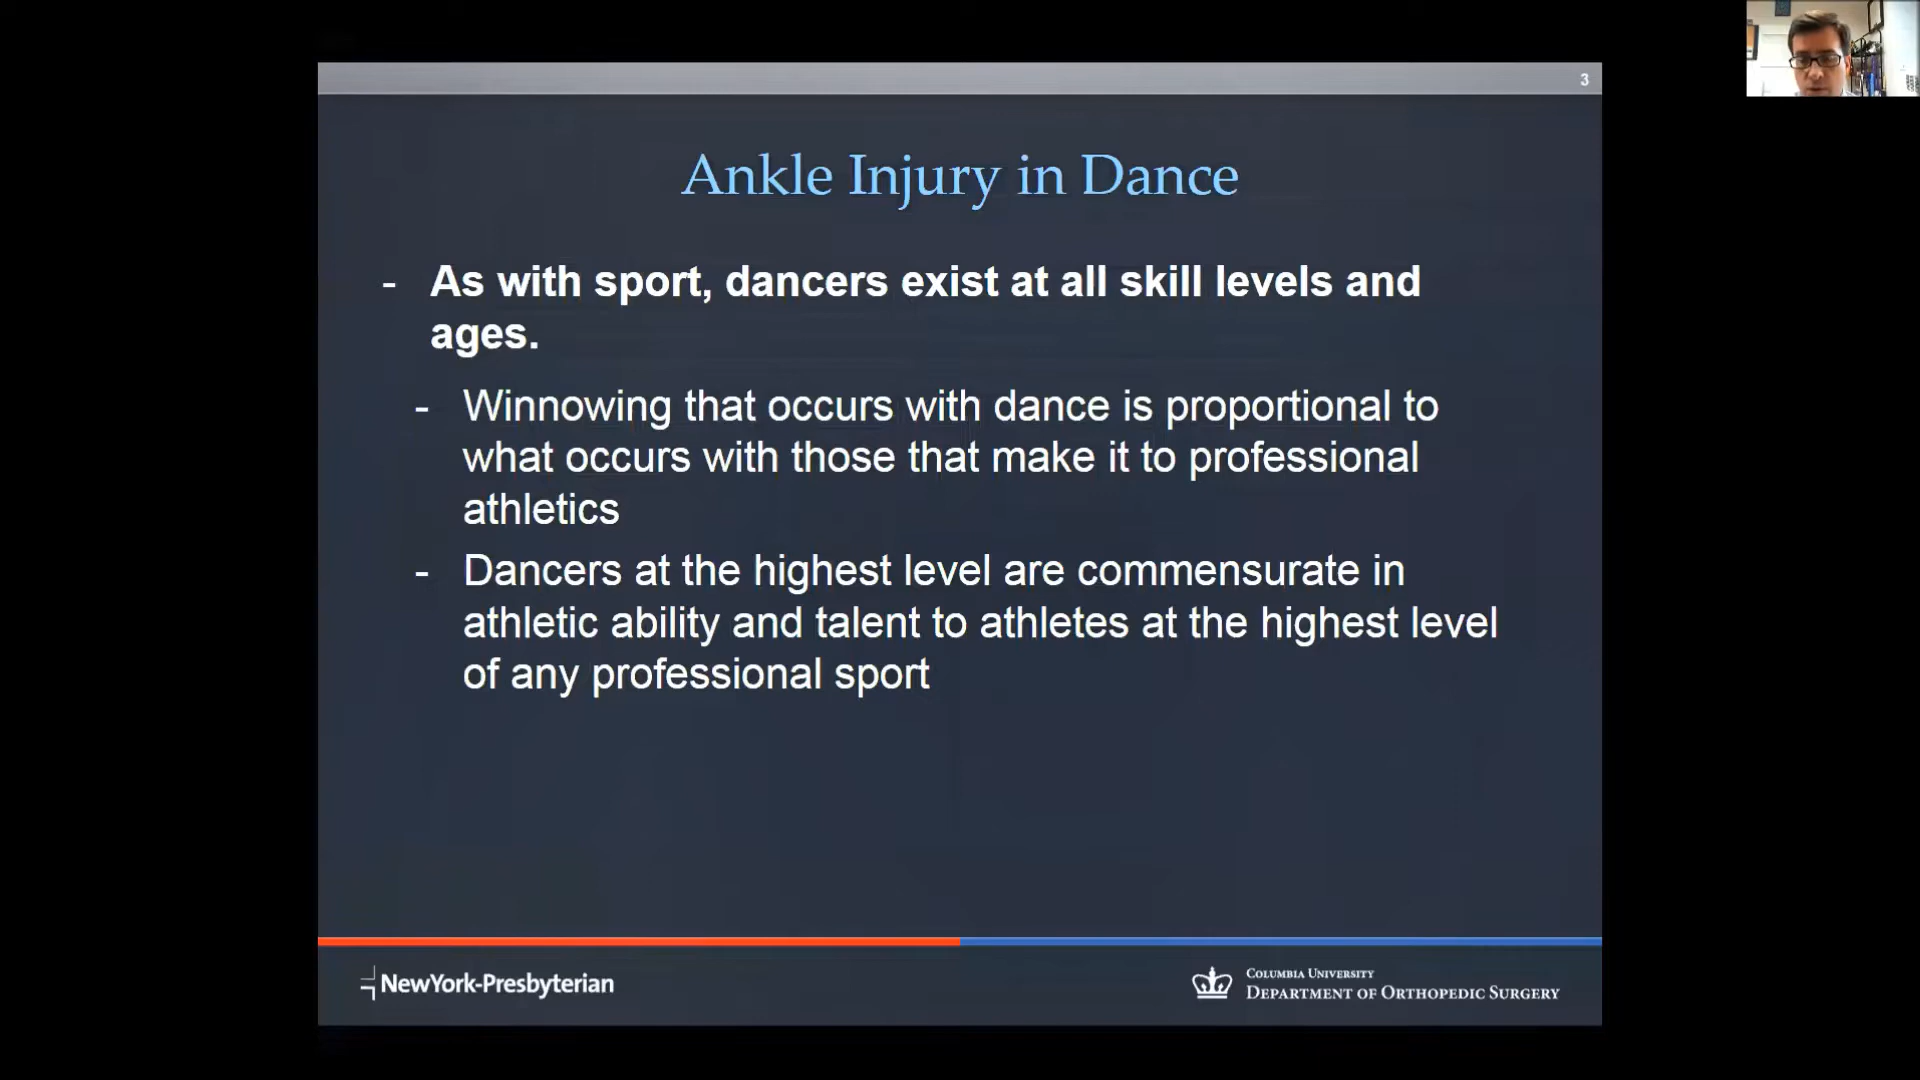 3
Ankle Injury in Dance
- As with sport, dancers exist at all skill levels and
ages.
- Winnowing that occurs with dance is proportional to
what occurs with those that make it to professional
athletics
- Dancers at the highest level are commensurate in
athletic ability and talent to athletes at the highest level
of any professional sport
NewYork-Presbyterian
COLUMBIA UNIVERSITY
DEPARTMENT OF ORTHOPEDIC SURGERY